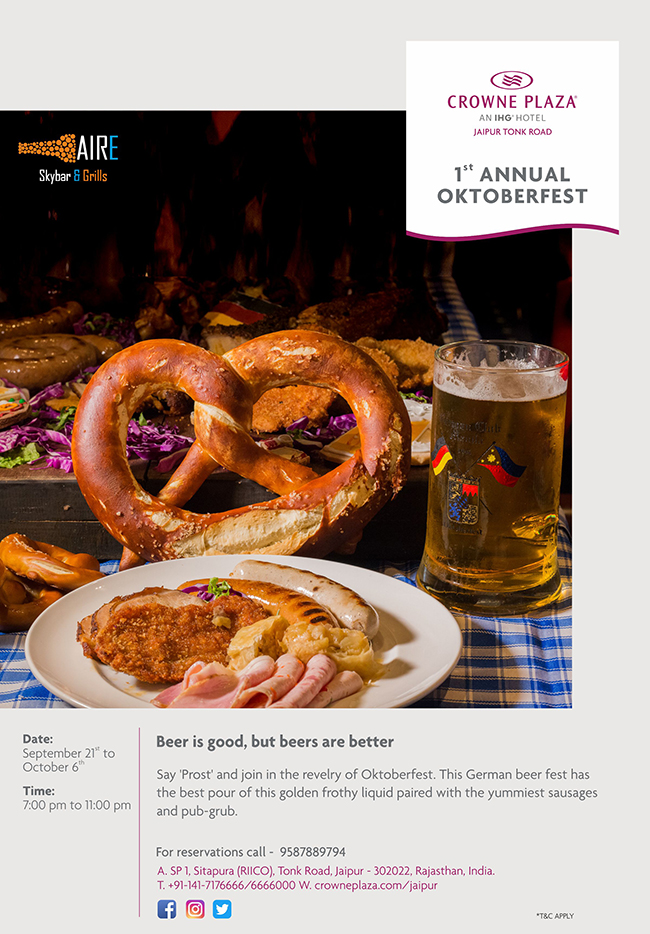 CROWNE PLAZA®
AN IHG® HOTEL
JAIPUR TONK ROAD
1st ANNUAL
OKTOBERFEST
AIRE
Skybar & Grills
Date:
September 21st to
October 6th
Time:
7:00 pm to 11:00 pm
Beer is good, but beers are better
Say 'Prost' and join in the revelry of Oktoberfest. This German beer fest has
the best pour of this golden frothy liquid paired with the yummiest sausages
and pub-grub.
For reservations call - 9587889794
A. SP 1, Sitapura (RIICO), Tonk Road, Jaipur - 302022, Rajasthan, India.
T. +91-141-7176666/6666000 W. crowneplaza.com/jaipur
*T&C APPLY